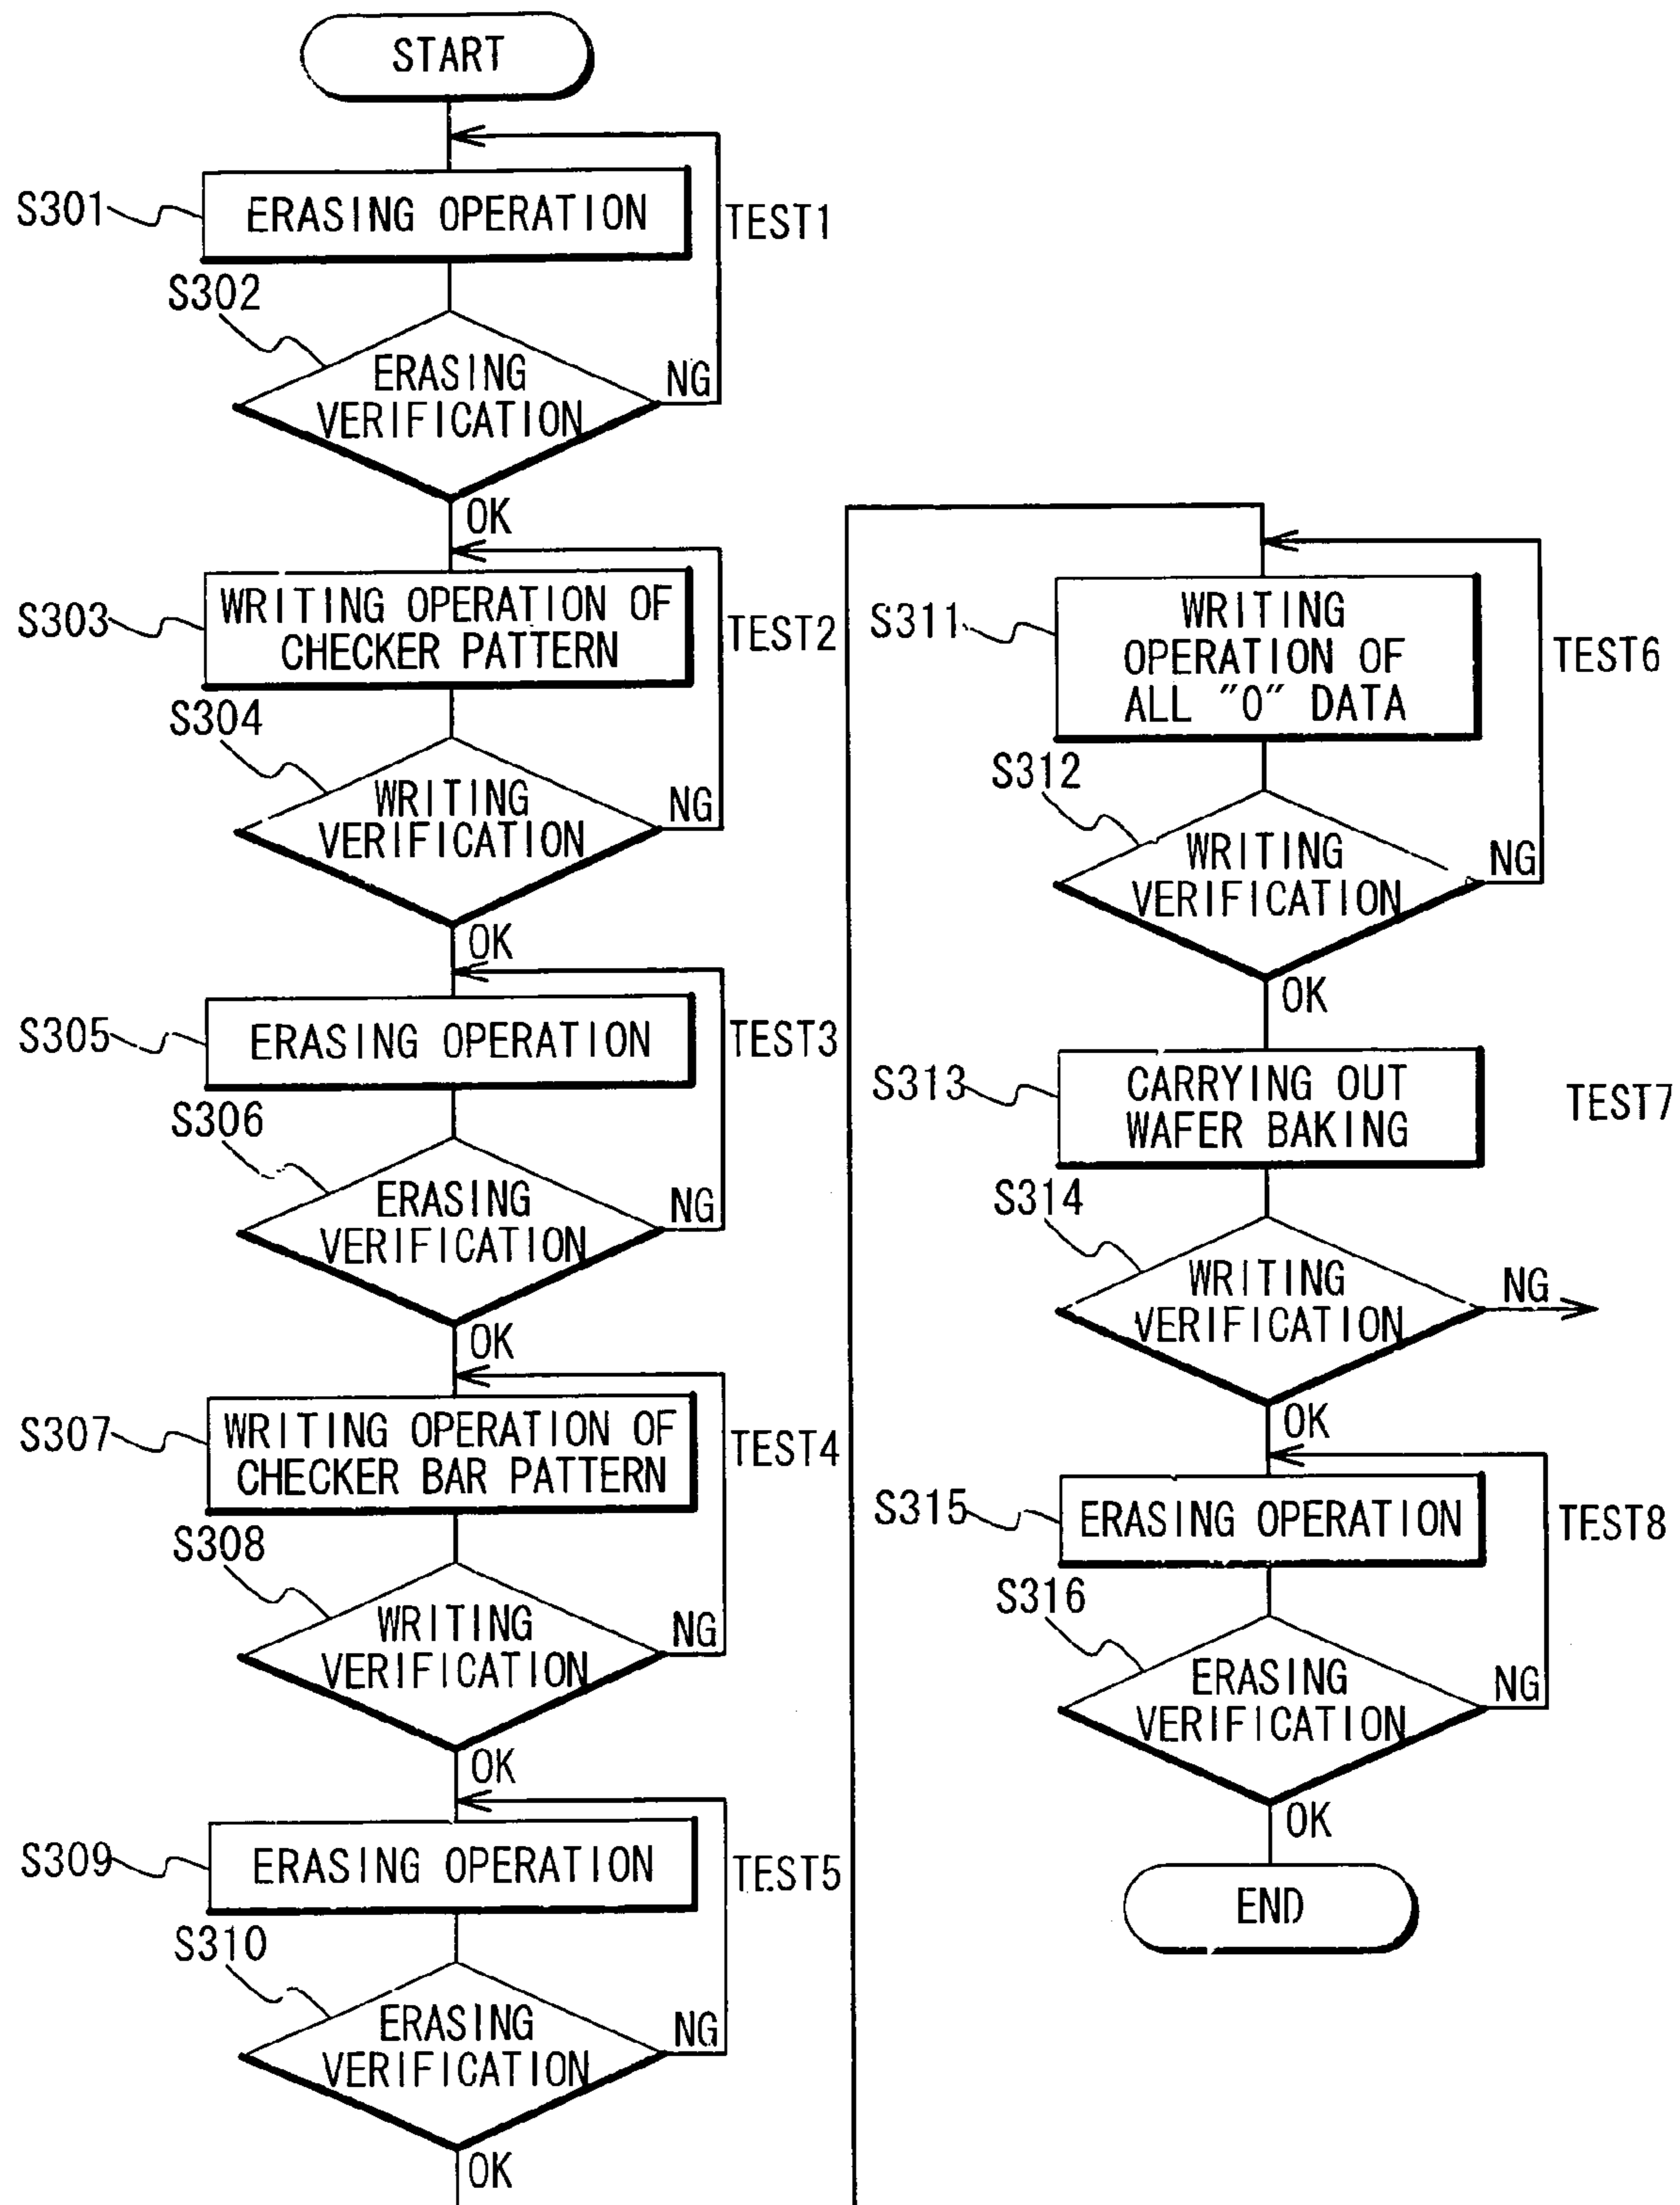 START
S301
ERASING OPERATION
TEST1
S302
ERASING
VERIFICATION
NG
OK
S303
WRITING OPERATION OF
CHECKER PATTERN
TEST2
S304
WRITING
VERIFICATION
NG
OK
S305
ERASING OPERATION
TEST3
S306
ERASING
VERIFICATION
NG
OK
S307
WRITING OPERATION OF
CHECKER BAR PATTERN
TEST4
S308
WRITING
VERIFICATION
NG
OK
S309
ERASING OPERATION
TEST5
S310
ERASING
VERIFICATION
NG
OK
S311
WRITING
OPERATION OF
ALL "0" DATA
TEST6
S312
WRITING
VERIFICATION
NG
OK
S313
CARRYING OUT
WAFER BAKING
TEST7
S314
WRITING
VERIFICATION
NG
OK
S315
ERASING OPERATION
TEST8
S316
ERASING
VERIFICATION
NG
OK
END